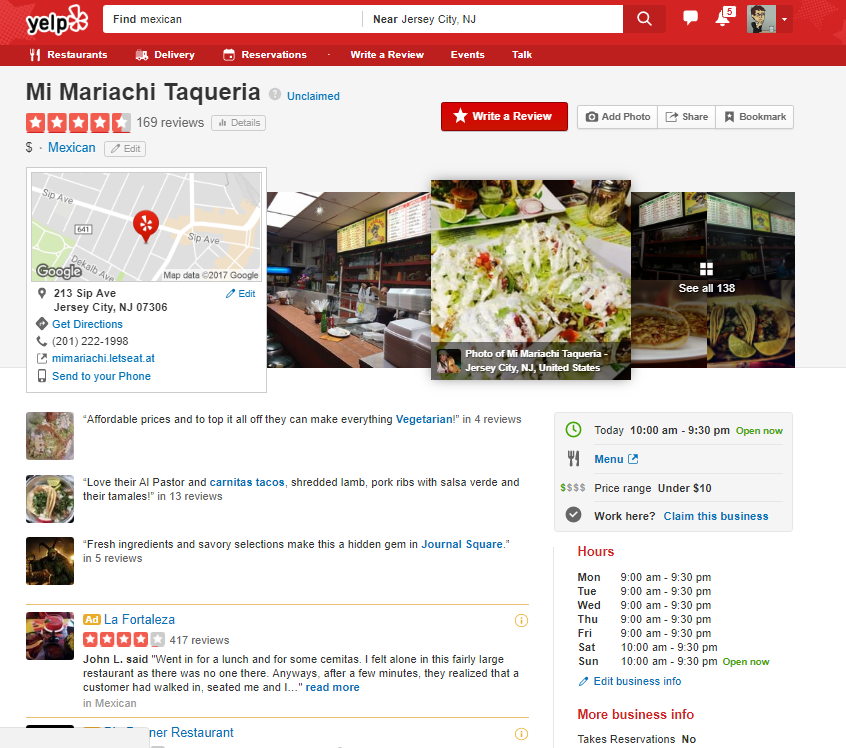 yelp
Find mexican
Near Jersey City, NJ
5
Restaurants
Delivery
Reservations
Write a Review
Events
Talk
Mi Mariachi Taqueria
Unclaimed
169 reviews
Details
$ · Mexican
Edit
Write a Review
Add Photo
Share
Bookmark
Sip Ave
641
Sip Ave
Dekalb Ave
Google
Map data ©2017 Google
213 Sip Ave
Edit
Jersey City, NJ 07306
Get Directions
(201) 222-1998
mimariachi.letseat.at
Send to your Phone
Photo of Mi Mariachi Taqueria -
Jersey City, NJ, United States
See all 138
“Affordable prices and to top it all off they can make everything Vegetarian!” in 4 reviews
“Love their Al Pastor and carnitas tacos, shredded lamb, pork ribs with salsa verde and
their tamales!” in 13 reviews
“Fresh ingredients and savory selections make this a hidden gem in Journal Square.”
in 5 reviews
Ad La Fortaleza
417 reviews
John L. said "Went in for a lunch and for some cemitas. I felt alone in this fairly large
restaurant as there was no one there. Anyways, after a few minutes, they realized that a
customer had walked in, seated me and I…" read more
in Mexican
Restaurant
Today 10:00 am - 9:30 pm Open now
Menu
$$$$ Price range Under $10
Work here? Claim this business
Hours
Mon 9:00 am - 9:30 pm
Tue 9:00 am - 9:30 pm
Wed 9:00 am - 9:30 pm
Thu 9:00 am - 9:30 pm
Fri 9:00 am - 9:30 pm
Sat 10:00 am - 9:30 pm
Sun 10:00 am - 9:30 pm Open now
Edit business info
More business info
Takes Reservations No